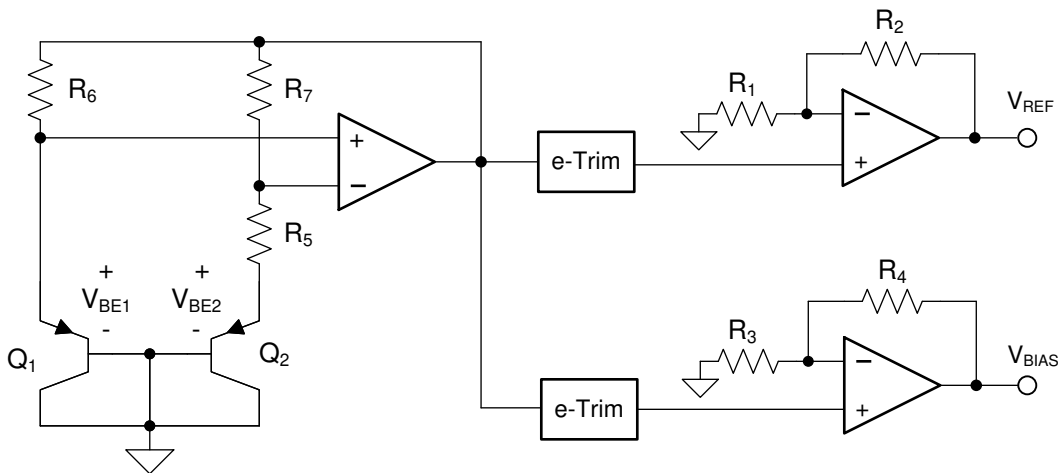 R2
R6
R7
R1
VREF
+
−
e-Trim
−
+
R5
+
+
VBE1
VBE2
-
-
Q1
Q2
R4
R3
VBIAS
−
e-Trim
+